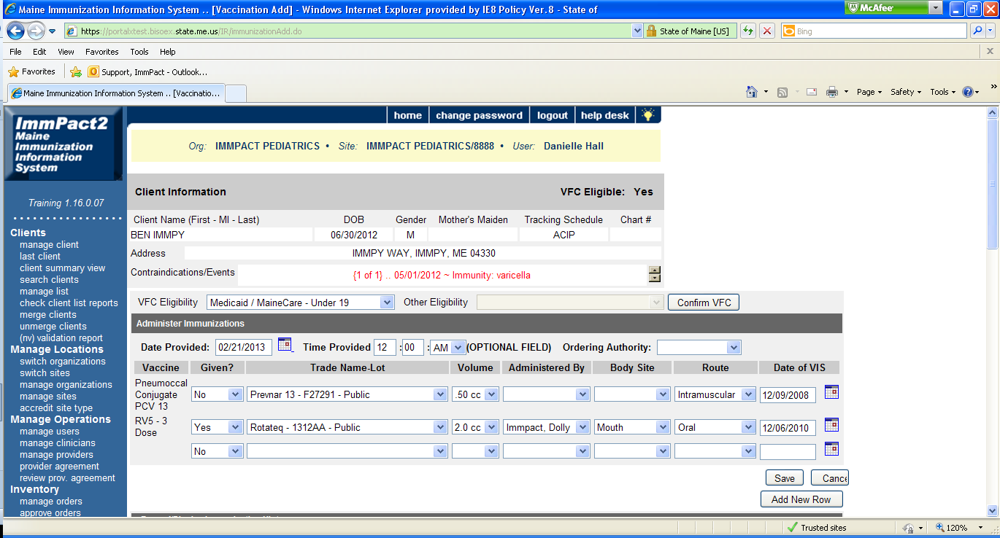 Maine Immunization Information System .. [Vaccination Add] - Windows Internet Explorer provided by IE8 Policy Ver. 8 - State of
McAfee
https://portalxtest.bisoex.state.me.us/IR/immunizationAdd.do
State of Maine [US]
Bing
File Edit View Favorites Tools Help
Favorites
Support, ImmPact - Outlook...
Maine Immunization Information System .. [Vaccinatio...
Page Safety Tools
ImmPact2
Maine
Immunization
Information
System
home change password logout help desk
Org: IMMPACT PEDIATRICS • Site: IMMPACT PEDIATRICS/8888 • User: Danielle Hall
Training 1.16.0.07
Clients
manage client
last client
client summary view
search clients
manage list
check client list reports
merge clients
unmerge clients
(nv) validation report
Manage Locations
switch organizations
switch sites
manage organizations
manage sites
accredit site type
Manage Operations
manage users
manage clinicians
manage providers
provider agreement
review prov. agreement
Inventory
manage orders
approve orders
Client Information VFC Eligible: Yes
Client Name (First - MI - Last) DOB Gender Mother's Maiden Tracking Schedule Chart #
BEN IMMPY 06/30/2012 M ACIP
Address IMMPY WAY, IMMPY, ME 04330
Contraindications/Events {1 of 1} .. 05/01/2012 ~ Immunity: varicella
VFC Eligibility Medicaid / MaineCare - Under 19 Other Eligibility Confirm VFC
Administer Immunizations
Date Provided: 02/21/2013 Time Provided 12 :00 : AM (OPTIONAL FIELD) Ordering Authority:
Vaccine Given? Trade Name-Lot Volume Administered By Body Site Route Date of VIS
Pneumoccal
Conjugate
PCV 13
No Prevnar 13 - F27291 - Public .50 cc Intramuscular 12/09/2008
RV5 - 3
Dose
Yes Rotateq - 1312AA - Public 2.0 cc Immpact, Dolly Mouth Oral 12/06/2010
No
Save Cance
Add New Row
Trusted sites 120%